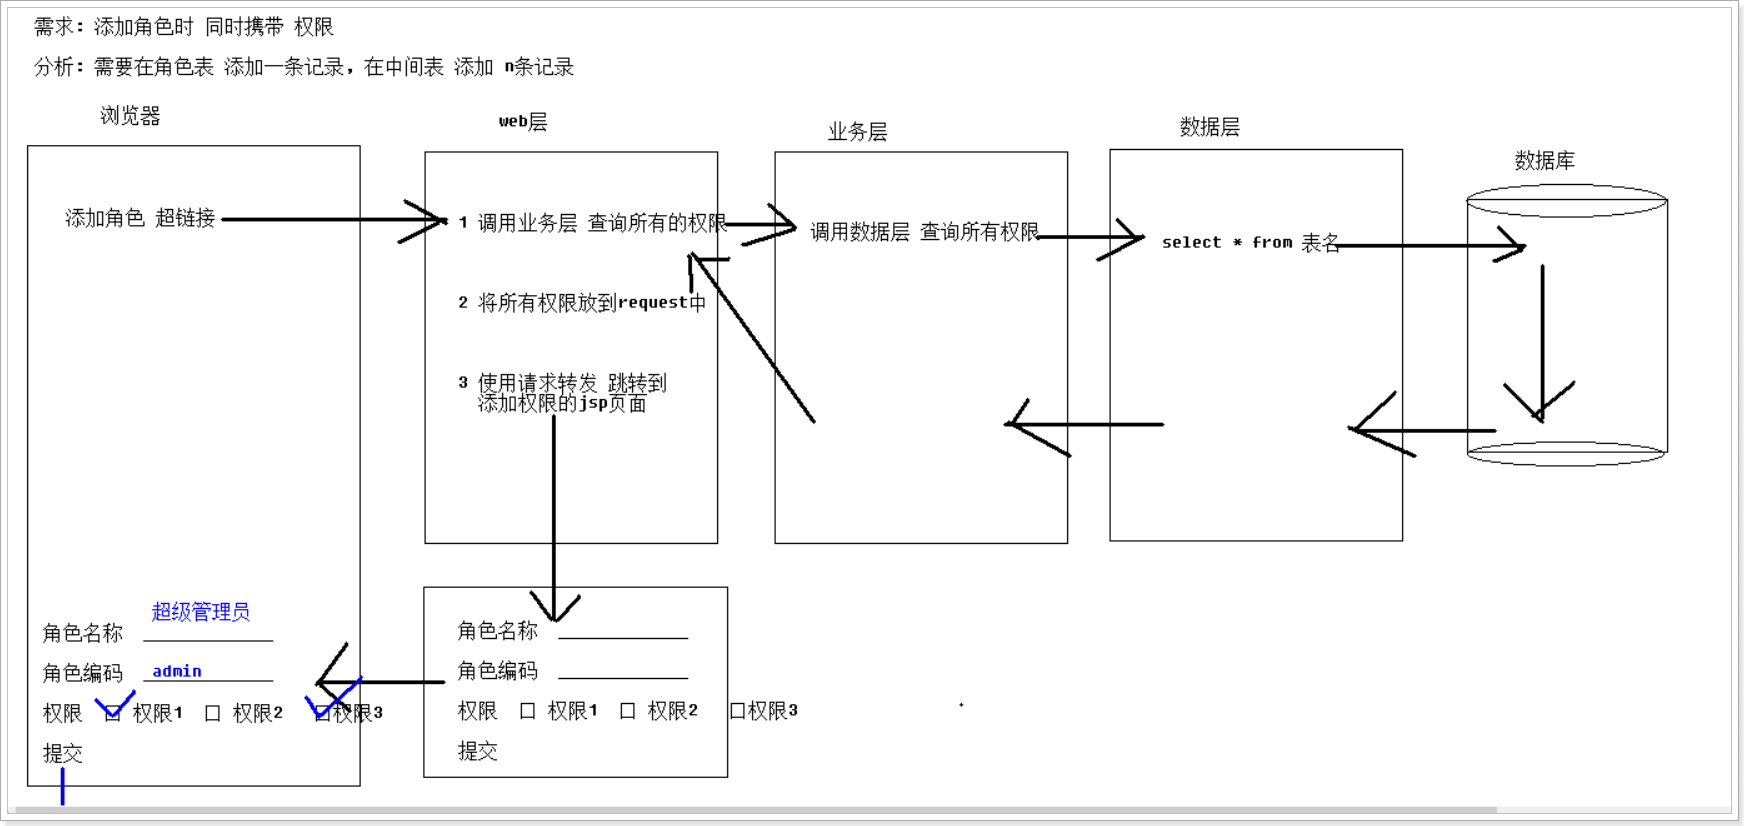 需求：添加角色时 同时携带 权限
分析：需要在角色表 添加一条记录，在中间表 添加 n条记录
浏览器
web层
业务层
数据层
数据库
添加角色 超链接
1 调用业务层 查询所有的权限
调用数据层 查询所有权限
select * from 表名
2 将所有权限放到request中
3 使用请求转发 跳转到
添加权限的jsp页面
超级管理员
角色名称
角色编码 admin
权限 权限1 权限2 权限3
提交
角色名称
角色编码
权限 权限1 权限2 权限3
提交